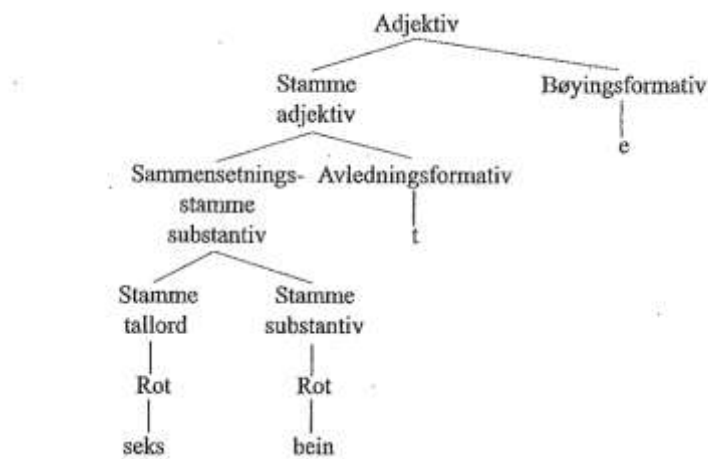 Adjektiv
Stamme Bøyingsformativ
adjektiv
e
Sammensetnings- Avledningsformativ
stamme
substantiv
t
Stamme Stamme
tallord substantiv
Rot Rot
seks bein